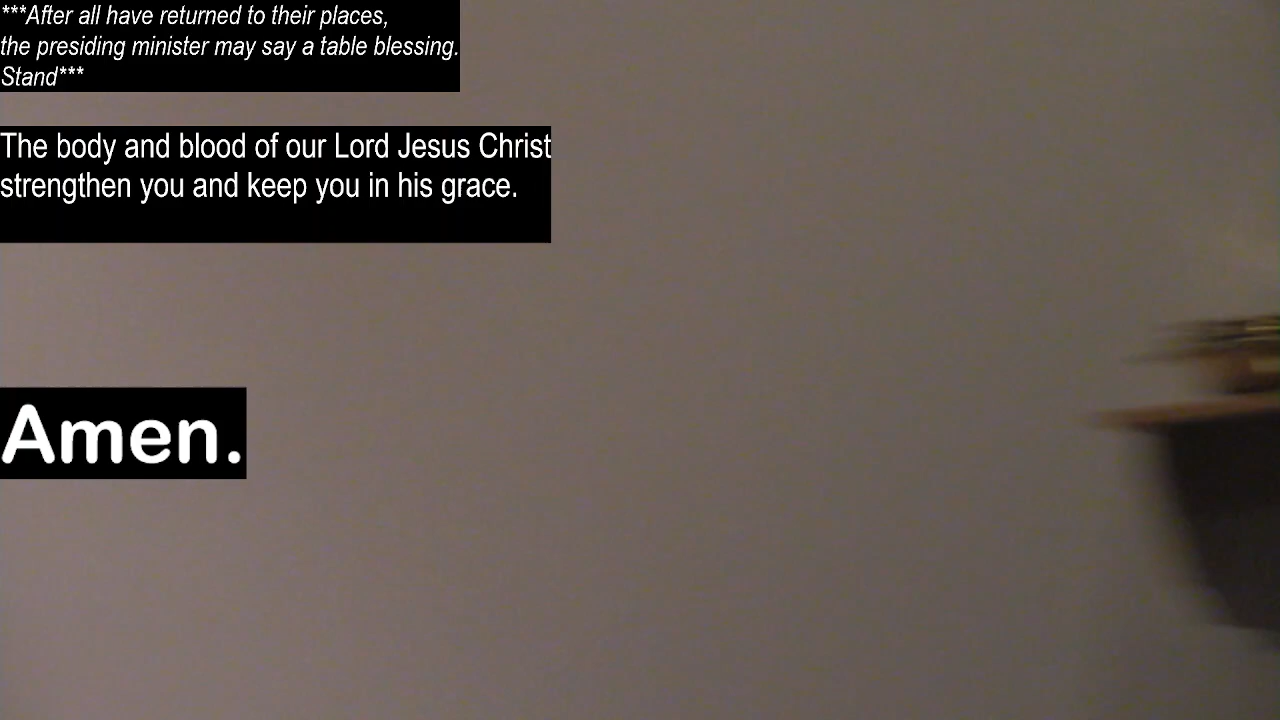 ***After all have returned to their places,
the presiding minister may say a table blessing.
Stand***
The body and blood of our Lord Jesus Christ
strengthen you and keep you in his grace.
Amen.